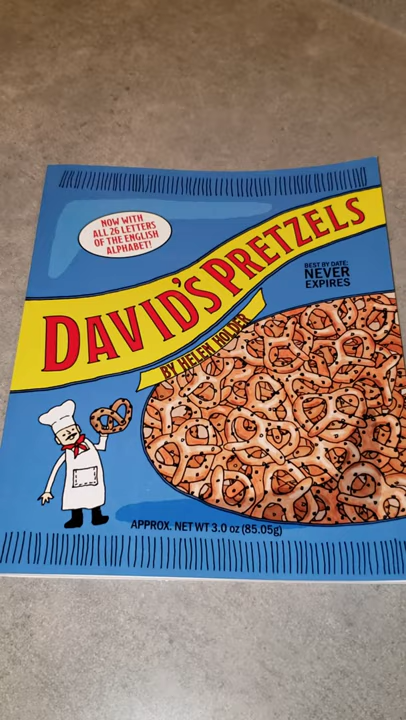 NOW WITH
ALL 26 LETTERS
OF THE ENGLISH
ALPHABET!
DAVID'S PRETZELS
BY HELEN HOLDER
BEST BY DATE:
NEVER
EXPIRES
APPROX. NET WT 3.0 oz (85.05g)